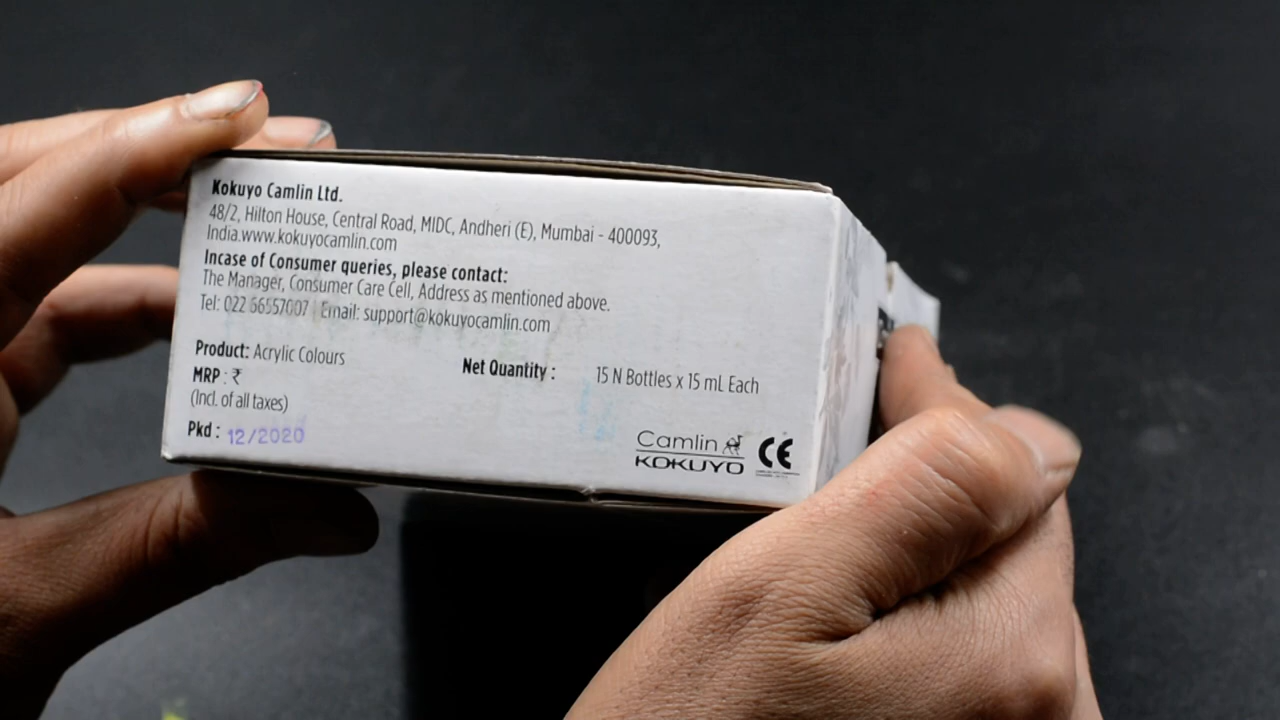 Kokuyo Camlin Ltd.
48/2, Hilton House, Central Road, MIDC, Andheri (E), Mumbai - 400093,
India.www.kokuyocamlin.com
Incase of Consumer queries, please contact:
The Manager, Consumer Care Cell, Address as mentioned above.
Tel: 022 66557007 | Email: support@kokuyocamlin.com
Product: Acrylic Colours
Net Quantity : 15 N Bottles x 15 mL Each
MRP : ₹
(Incl. of all taxes)
Pkd : 12/2020
Camlin
KOKUYO
CE